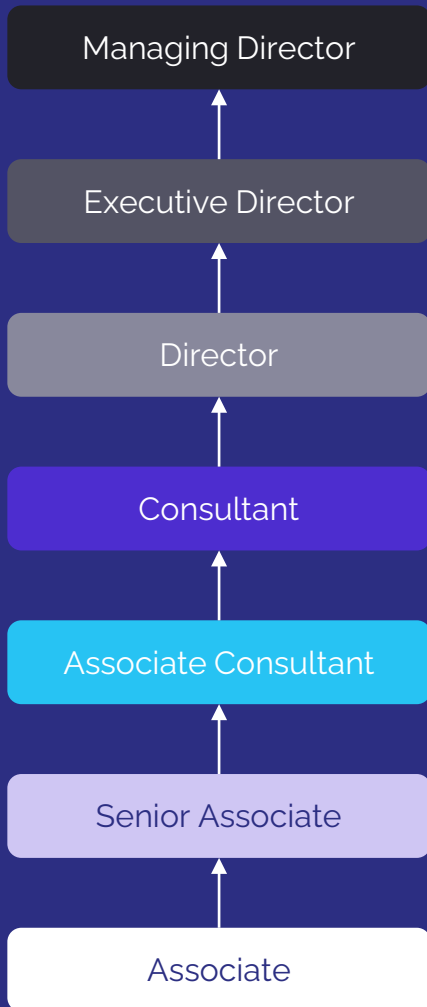 Managing Director
Executive Director
Director
Consultant
Associate Consultant
Senior Associate
Associate